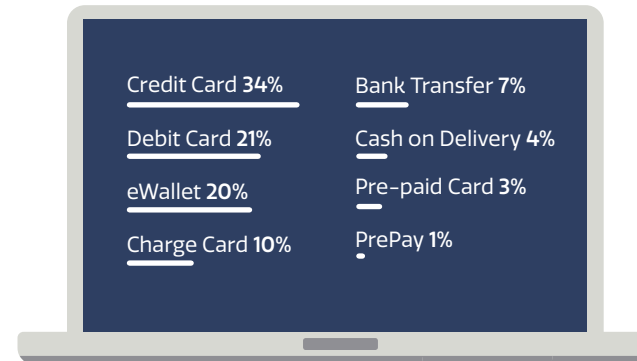 Credit Card 34%
Debit Card 21%
eWallet 20%
Charge Card 10%
Bank Transfer 7%
Cash on Delivery 4%
Pre-paid Card 3%
PrePay 1%